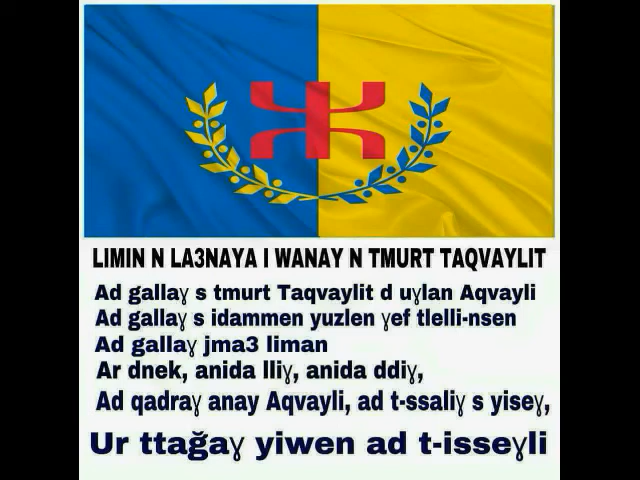 LIMIN N LA3NAYA I WANAY N TMURT TAQVAYLIT
Ad gallaɣ s tmurt Taqvaylit d uɣlan Aqvayli
Ad gallaɣ s idammen yuzlen ɣef tlelli-nsen
Ad gallaɣ jma3 liman
Ar dnek, anida lliɣ, anida ddiɣ,
Ad qadraɣ anay Aqvayli, ad t-ssaliɣ s yiseɣ,
Ur ttağaɣ yiwen ad t-isseɣli